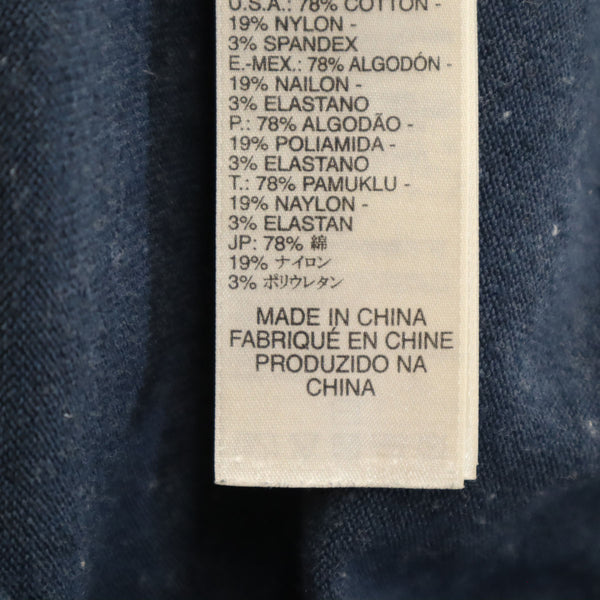 U.S.A.: 78% COTTON -
19% NYLON -
3% SPANDEX
E.-MEX.: 78% ALGODÓN -
19% NAILON -
3% ELASTANO
P.: 78% ALGODÃO -
19% POLIAMIDA -
3% ELASTANO
T.: 78% PAMUKLU -
19% NAYLON -
3% ELASTAN
JP: 78% 綿
19% ナイロン
3% ポリウレタン
MADE IN CHINA
FABRIQUÉ EN CHINE
PRODUZIDO NA
CHINA